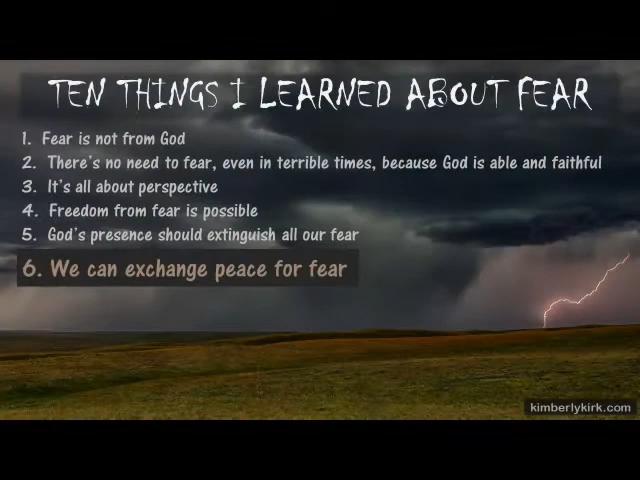 TEN THINGS I LEARNED ABOUT FEAR
1. Fear is not from God
2. There's no need to fear, even in terrible times, because God is able and faithful
3. It's all about perspective
4. Freedom from fear is possible
5. God's presence should extinguish all our fear
6. We can exchange peace for fear
kimberlykirk.com